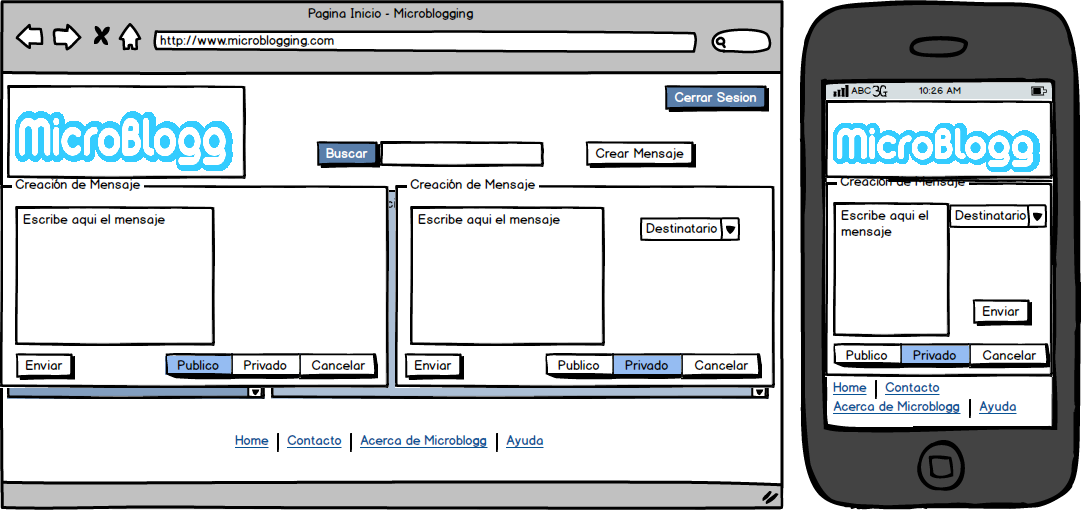 Pagina Inicio - Microblogging
http://www.microblogging.com
MicroBlogg
Cerrar Sesion
Buscar
Crear Mensaje
Creación de Mensaje
Escribe aqui el mensaje
Enviar
Publico Privado Cancelar
Creación de Mensaje
Escribe aqui el mensaje
Destinatario
Enviar
Publico Privado Cancelar
Home Contacto Acerca de Microblogg Ayuda
ABC 3G 10:26 AM
MicroBlogg
Creacion de Mensaje
Escribe aqui el
mensaje
Destinatario
Enviar
Publico Privado Cancelar
Home Contacto
Acerca de Microblogg Ayuda